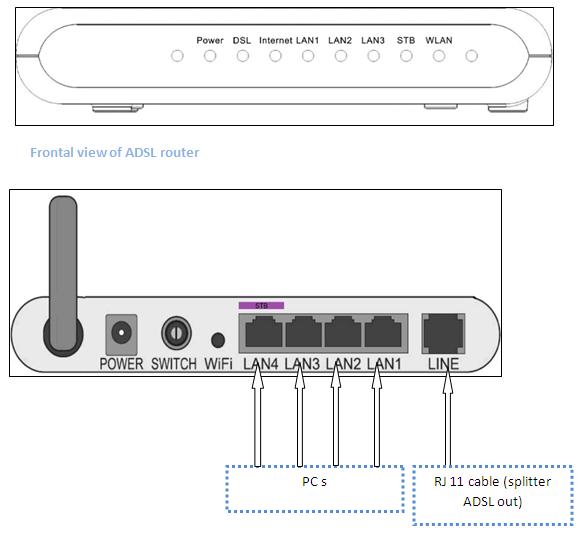 Power DSL Internet LAN1 LAN2 LAN3 STB WLAN
Frontal view of ADSL router
STB
POWER SWITCH WiFi LAN4 LAN3 LAN2 LAN1 LINE
PC s
RJ 11 cable (splitter
ADSL out)